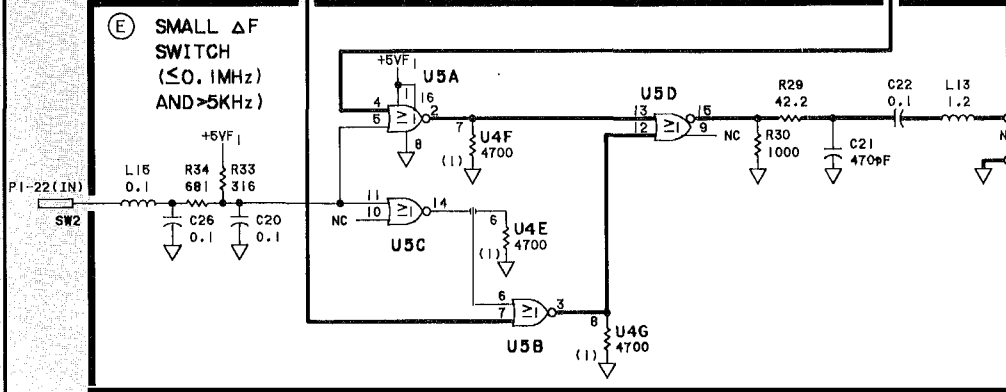 E SMALL ΔF
SWITCH
(≤0.1MHz)
AND>5KHz)
+5VF 1
U5A
1
16
4
5
≥1
2
8
7
U4F
(1) 4700
U5D
13
12
≥1
15
9
NC
R29
42.2
R30
1000
C21
470pF
C22
0.1
L13
1.2
N
+5VF 1
P1-22(IN)
SW2
L15
0.1
R34
681
R33
316
C26
0.1
C20
0.1
NC
11
10
≥1
14
U5C
6
U4E
(1) 4700
6
7
≥1
3
U5B
8
U4G
(1) 4700